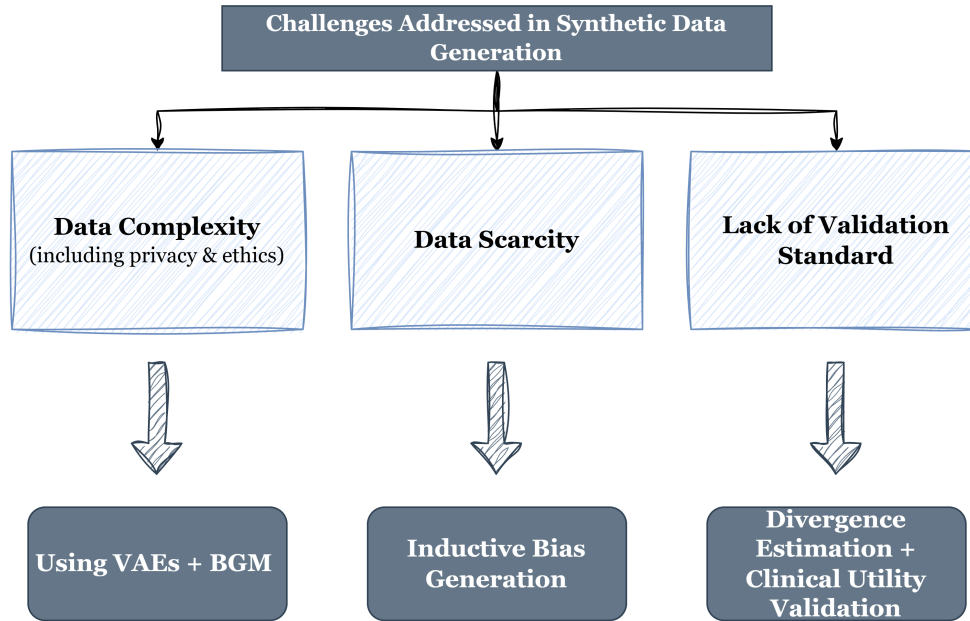 Challenges Addressed in Synthetic Data
Generation
Data Complexity
(including privacy & ethics)
Data Scarcity
Lack of Validation
Standard
Using VAEs + BGM
Inductive Bias
Generation
Divergence
Estimation +
Clinical Utility
Validation